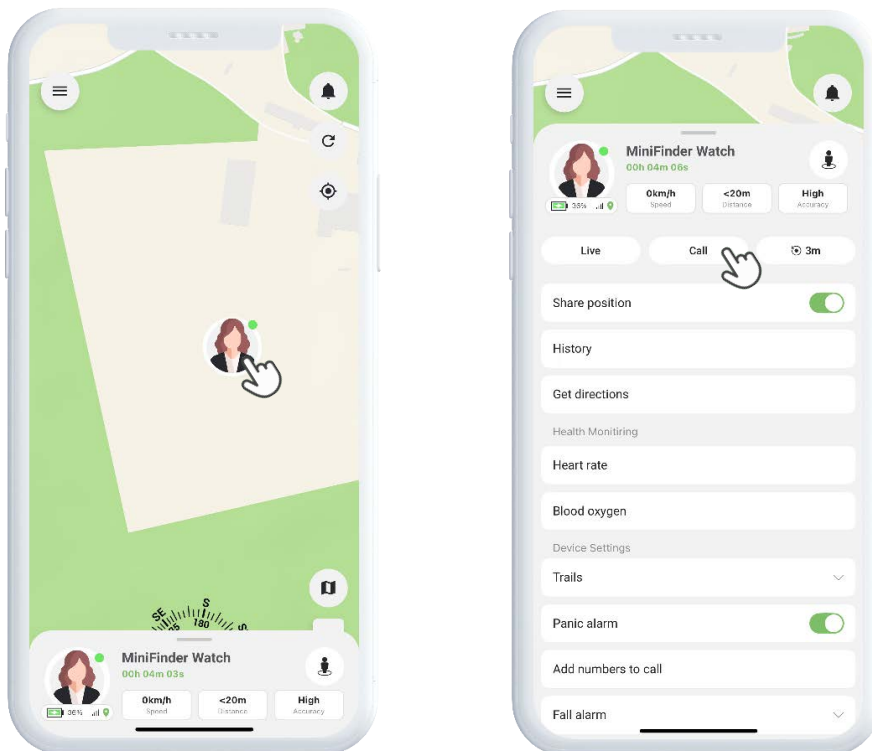 SE
S
180
MiniFinder Watch
00h 04m 03s
36%
0km/h
Speed
<20m
Distance
High
Accuracy
MiniFinder Watch
00h 04m 06s
36%
0km/h
Speed
<20m
Distance
High
Accuracy
Live
Call
3m
Share position
History
Get directions
Health Monitiring
Heart rate
Blood oxygen
Device Settings
Trails
Panic alarm
Add numbers to call
Fall alarm